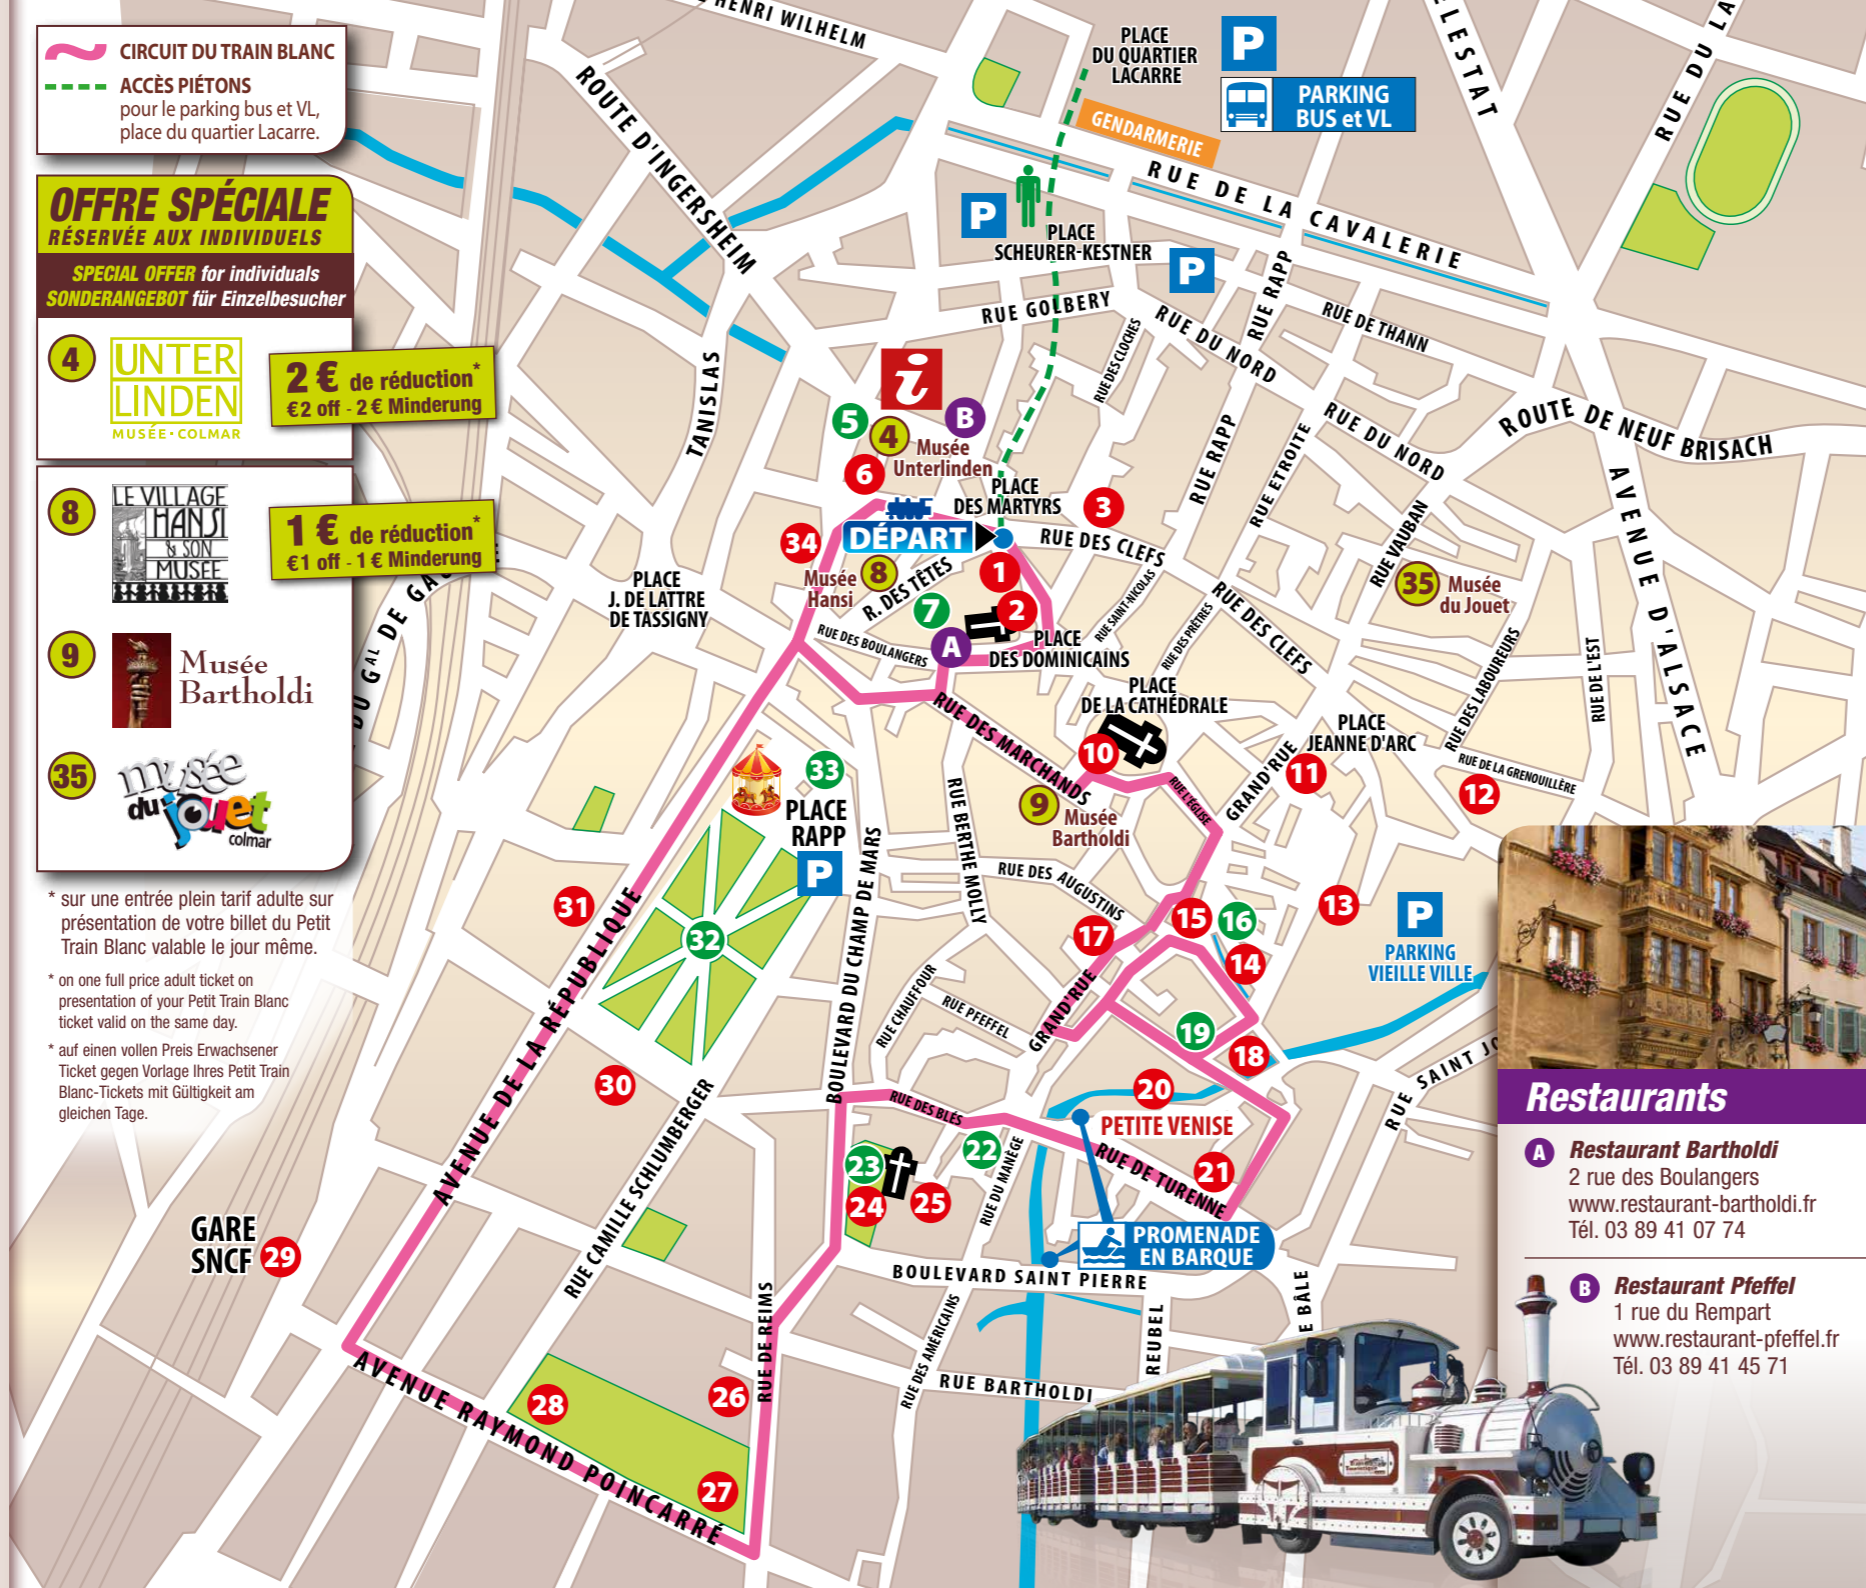 CIRCUIT DU TRAIN BLANC
ACCÈS PIÉTONS
pour le parking bus et VL,
place du quartier Lacarre.
OFFRE SPÉCIALE
RÉSERVÉE AUX INDIVIDUELS
SPECIAL OFFER for individuals
SONDERANGEBOT für Einzelbesucher
4
UNTER
LINDEN
MUSÉE • COLMAR
2 € de réduction*
€2 off - 2 € Minderung
8
LE VILLAGE
HANSI
& SON
MUSEE
1 € de réduction*
€1 off - 1 € Minderung
9
Musée
Bartholdi
35
musée
du jouet
colmar
* sur une entrée plein tarif adulte sur
présentation de votre billet du Petit
Train Blanc valable le jour même.
* on one full price adult ticket on
presentation of your Petit Train Blanc
ticket valid on the same day.
* auf einen vollen Preis Erwachsener
Ticket gegen Vorlage Ihres Petit Train
Blanc-Tickets mit Gültigkeit am
gleichen Tage.
HENRI WILHELM
ROUTE D'INGERSHEIM
PLACE
DU QUARTIER
LACARRE
P
PARKING
BUS et VL
GENDARMERIE
RUE DE LA CAVALERIE
ELESTAT
RUE DU LA
P
PLACE
SCHEURER-KESTNER
P
RUE GOLBERY
RUE DES CLOCHES
RUE DU NORD
RUE RAPP
RUE DE THANN
TANISLAS
i
5
4
B
Musée
Unterlinden
6
PLACE
DES MARTYRS
3
RUE RAPP
RUE ETROITE
RUE DU NORD
ROUTE DE NEUF BRISACH
AVENUE D'ALSACE
34
DÉPART
RUE DES CLEFS
RUE VAUBAN
35
Musée
du Jouet
DU GAL DE GAU
E
PLACE
J. DE LATTRE
DE TASSIGNY
Musée
Hansi
8
R. DES TÊTES
1
7
2
RUE DES BOULANGERS
A
PLACE
DES DOMINICAINS
RUE SAINT-NICOLAS
RUE DES PRÊTRES
RUE DES CLEFS
RUE DES LABOUREURS
RUE DE L'EST
PLACE
DE LA CATHÉDRALE
RUE DES MARCHANDS
10
9
Musée
Bartholdi
RUE L'ÉGLISE
GRAND'RUE
PLACE
JEANNE D'ARC
11
RUE DE LA GRENOUILLÈRE
12
33
PLACE
RAPP
P
RUE BERTHE MOLLY
RUE DES AUGUSTINS
BOULEVARD DU CHAMP DE MARS
31
32
17
15
16
14
13
P
PARKING
VIEILLE VILLE
RUE CHAUFFOUR
RUE PFEFFEL
GRAND'RUE
19
18
AVENUE DE LA RÉPUBLIQUE
30
RUE CAMILLE SCHLUMBERGER
RUE DES BLÉS
20
PETITE VENISE
RUE SAINT JO
22
RUE DU MANÈGE
RUE DE TURENNE
21
23
24
25
GARE
SNCF
29
PROMENADE
EN BARQUE
BOULEVARD SAINT PIERRE
RUE DE REIMS
RUE DES AMÉRICAINS
REUBEL
E BÂLE
RUE BARTHOLDI
AVENUE RAYMOND POINCARRÉ
28
26
27
Restaurants
A
Restaurant Bartholdi
2 rue des Boulangers
www.restaurant-bartholdi.fr
Tél. 03 89 41 07 74
B
Restaurant Pfeffel
1 rue du Rempart
www.restaurant-pfeffel.fr
Tél. 03 89 41 45 71